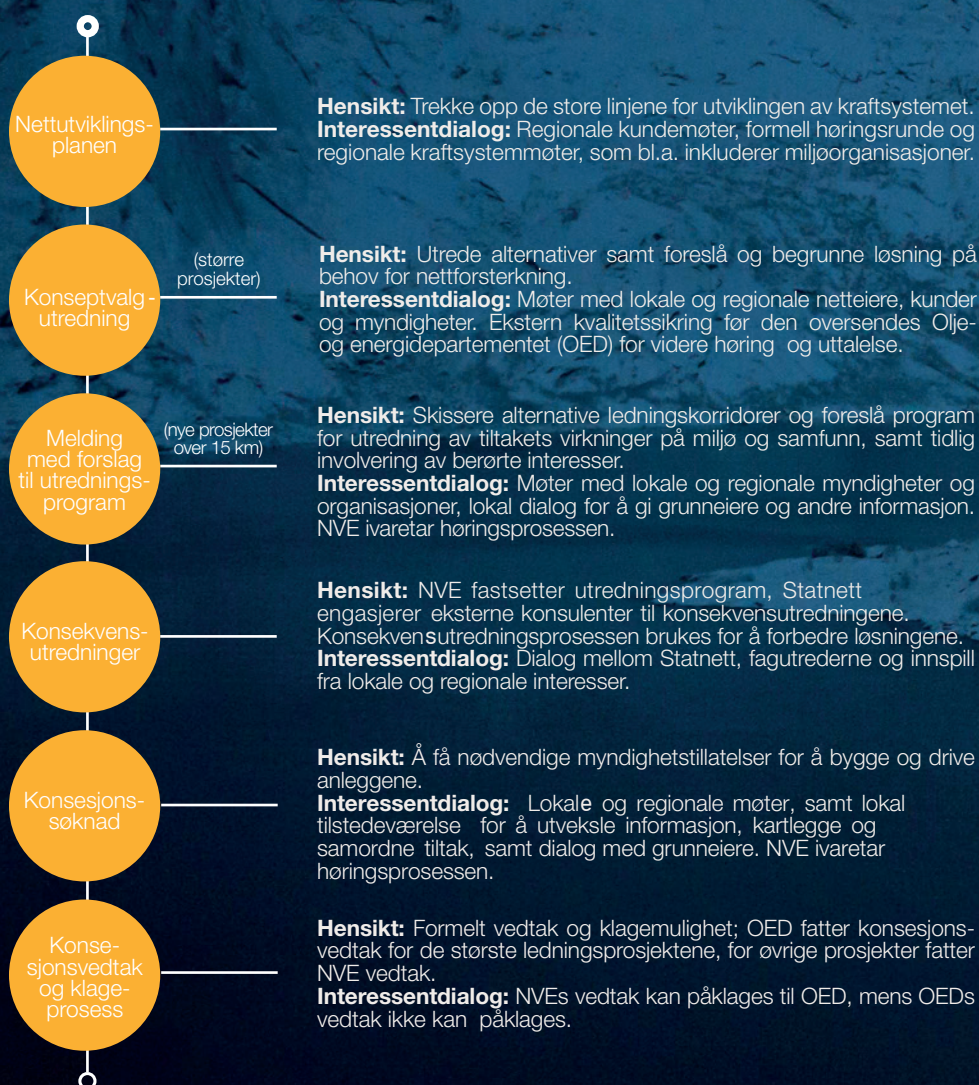 Nettutviklings-
planen
Hensikt: Trekke opp de store linjene for utviklingen av kraftsystemet.
Interessentdialog: Regionale kundemøter, formell høringsrunde og
regionale kraftsystemmøter, som bl.a. inkluderer miljøorganisasjoner.
Konseptvalg-
utredning
(større
prosjekter)
Hensikt: Utrede alternativer samt foreslå og begrunne løsning på
behov for nettforsterkning.
Interessentdialog: Møter med lokale og regionale netteiere, kunder
og myndigheter. Ekstern kvalitetssikring før den oversendes Olje-
og energidepartementet (OED) for videre høring og uttalelse.
Melding
med forslag
til utrednings-
program
(nye prosjekter
over 15 km)
Hensikt: Skissere alternative ledningskorridorer og foreslå program
for utredning av tiltakets virkninger på miljø og samfunn, samt tidlig
involvering av berørte interesser.
Interessentdialog: Møter med lokale og regionale myndigheter og
organisasjoner, lokal dialog for å gi grunneiere og andre informasjon.
NVE ivaretar høringsprosessen.
Konsekvens-
utredninger
Hensikt: NVE fastsetter utredningsprogram, Statnett
engasjerer eksterne konsulenter til konsekvensutredningene.
Konsekvensutredningsprosessen brukes for å forbedre løsningene.
Interessentdialog: Dialog mellom Statnett, fagutrederne og innspill
fra lokale og regionale interesser.
Konsesjons-
søknad
Hensikt: Å få nødvendige myndighetstillatelser for å bygge og drive
anleggene.
Interessentdialog: Lokale og regionale møter, samt lokal
tilstedeværelse for å utveksle informasjon, kartlegge og
samordne tiltak, samt dialog med grunneiere. NVE ivaretar
høringsprosessen.
Konse-
sjonsvedtak
og klage-
prosess
Hensikt: Formelt vedtak og klagemulighet; OED fatter konsesjons-
vedtak for de største ledningsprosjektene, for øvrige prosjekter fatter
NVE vedtak.
Interessentdialog: NVEs vedtak kan påklages til OED, mens OEDs
vedtak ikke kan påklages.